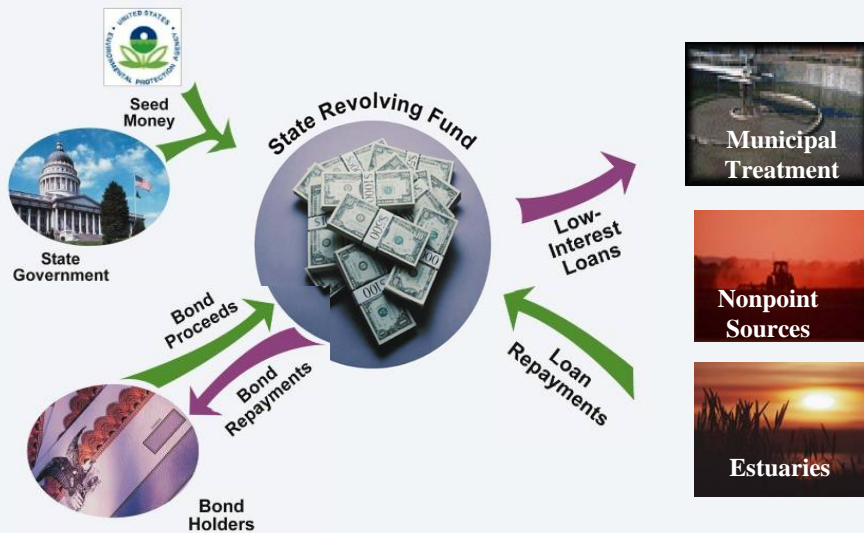 UNITED STATES
ENVIRONMENTAL PROTECTION AGENCY
Seed
Money
State Revolving Fund
State
Government
Bond
Proceeds
Bond
Repayments
Bond
Holders
Low-
Interest
Loans
Loan
Repayments
Municipal
Treatment
Nonpoint
Sources
Estuaries